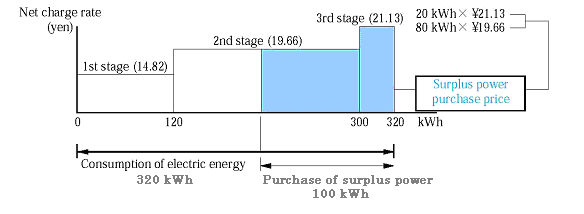 Net charge rate
(yen)
3rd stage (21.13)
20 kWh× ¥21.13
80 kWh× ¥19.66
2nd stage (19.66)
1st stage (14.82)
Surplus power
purchase price
0
120
300
320
kWh
Consumption of electric energy
320 kWh
Purchase of surplus power
100 kWh